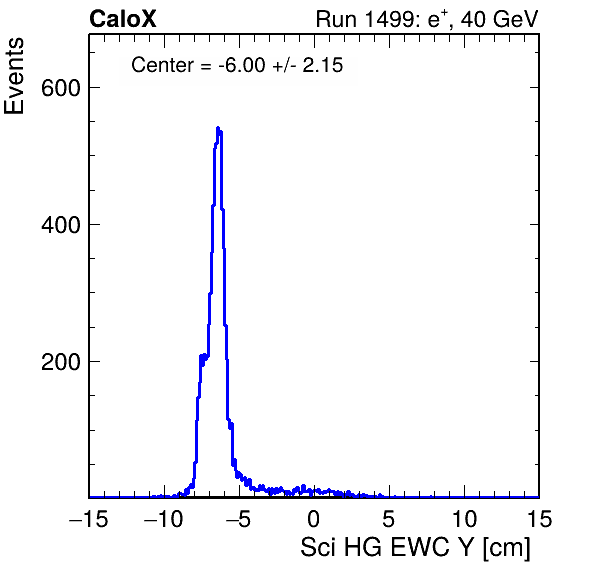 CaloX Run 1499: e⁺, 40 GeV
Center = -6.00 +/- 2.15
Events
600
400
200
−15 −10 −5 0 5 10 15
Sci HG EWC Y [cm]